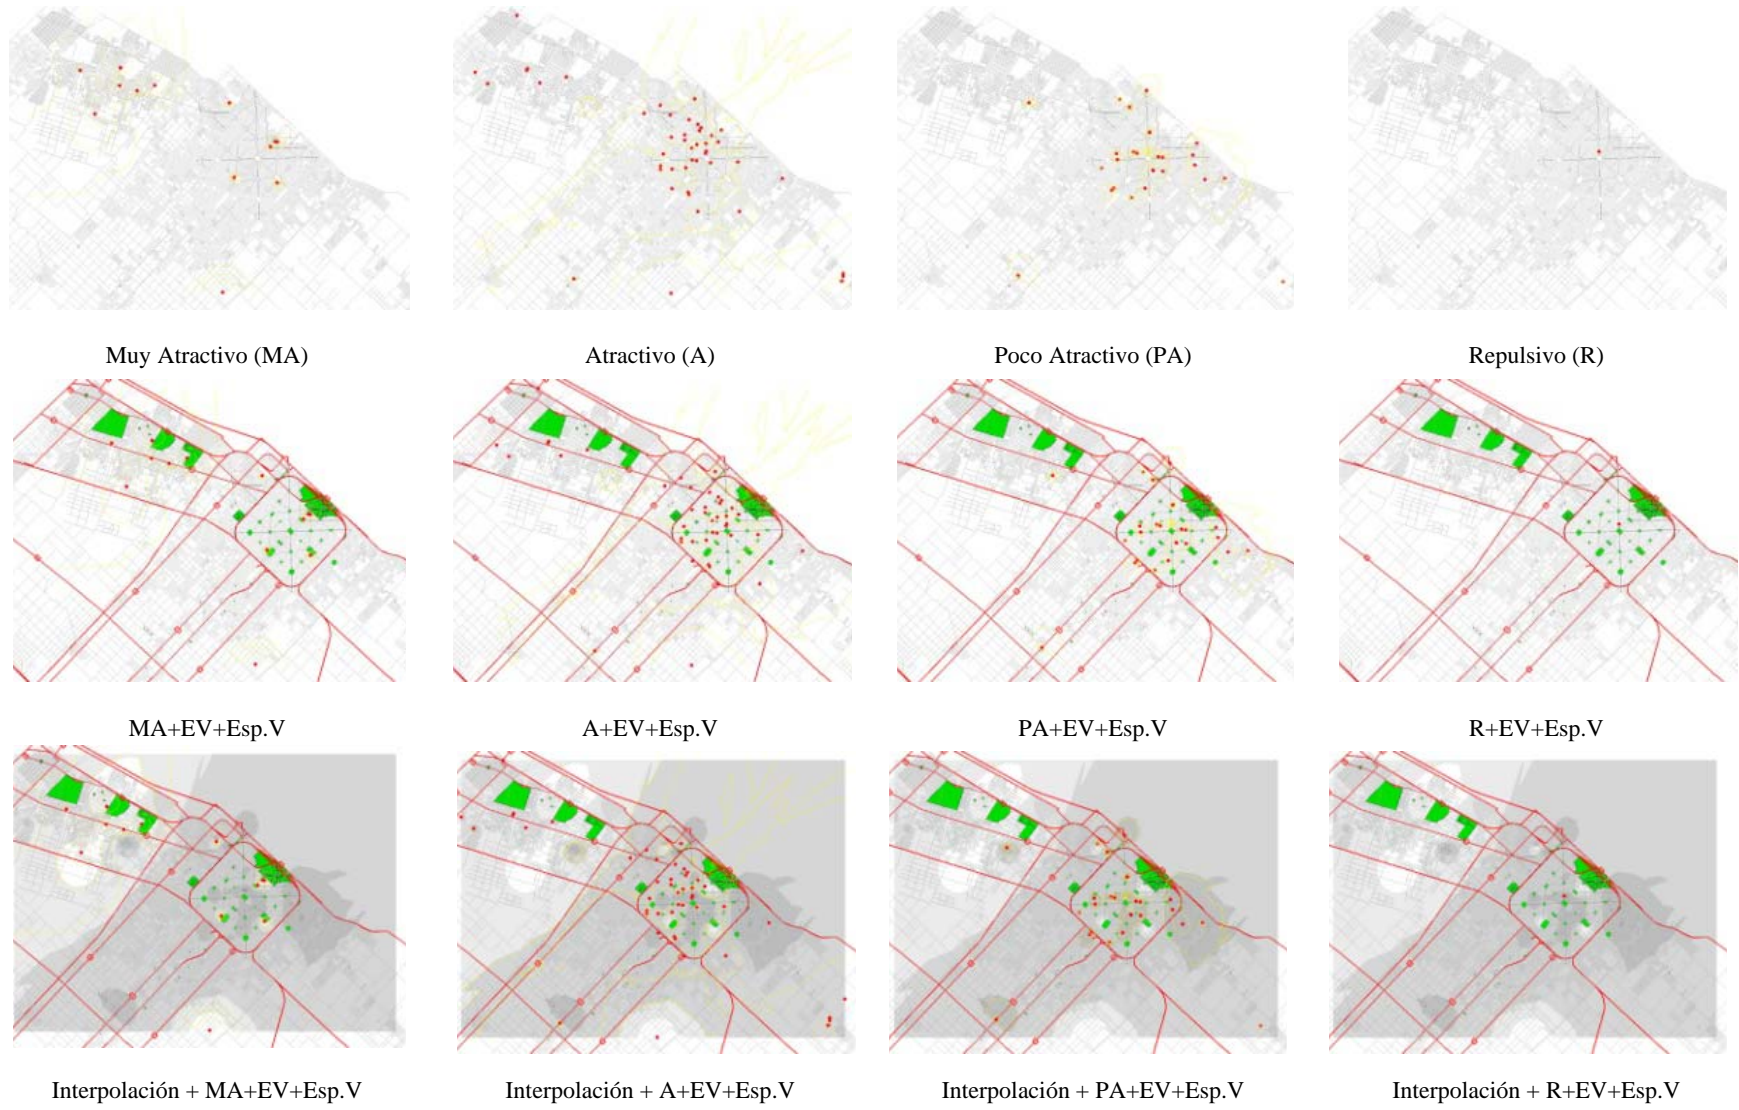 Muy Atractivo (MA)
Atractivo (A)
Poco Atractivo (PA)
Repulsivo (R)
MA+EV+Esp.V
A+EV+Esp.V
PA+EV+Esp.V
R+EV+Esp.V
Interpolación + MA+EV+Esp.V
Interpolación + A+EV+Esp.V
Interpolación + PA+EV+Esp.V
Interpolación + R+EV+Esp.V